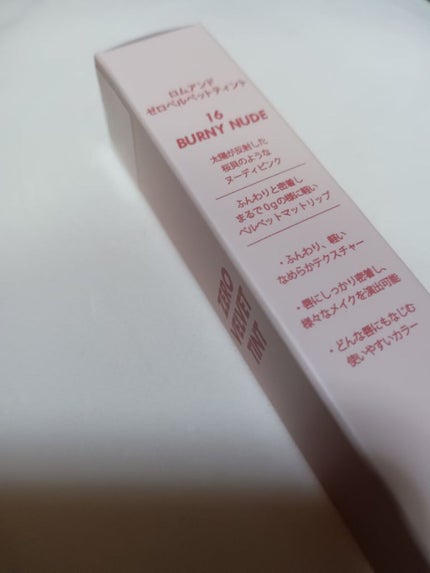 ロムアンド
ゼロベルベットティント
16
BURNY NUDE
太陽が反射した
桜貝のような
ヌーディピンク
ふんわりと密着し
まるで0gの様に軽い
ベルベットマットリップ
・ふんわり、軽い
なめらかテクスチャー
・唇にしっかり密着し、
様々なメイクを演出可能
・どんな唇にもなじむ
使いやすいカラー
ZERO
VELVET
TINT